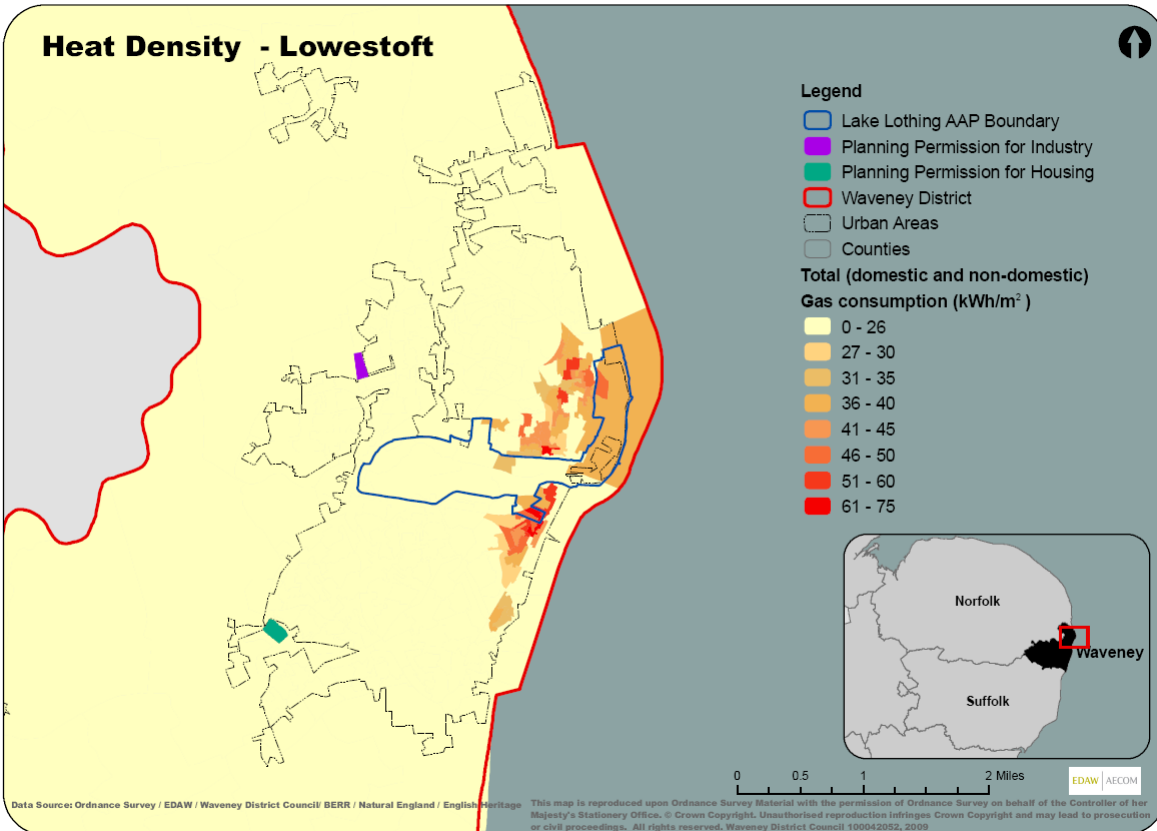 Heat Density - Lowestoft
Legend
Lake Lothing AAP Boundary
Planning Permission for Industry
Planning Permission for Housing
Waveney District
Urban Areas
Counties
Total (domestic and non-domestic)
Gas consumption (kWh/m²)
0 - 26
27 - 30
31 - 35
36 - 40
41 - 45
46 - 50
51 - 60
61 - 75
Norfolk
Waveney
Suffolk
0 0.5 1 2 Miles
EDAW | AECOM
Data Source: Ordnance Survey / EDAW / Waveney District Council/ BERR / Natural England / English Heritage
This map is reproduced upon Ordnance Survey Material with the permission of Ordnance Survey on behalf of the Controller of her
Majesty's Stationery Office. © Crown Copyright. Unauthorised reproduction infringes Crown Copyright and may lead to prosecution
or civil proceedings. All rights reserved. Waveney District Council 100042052, 2009